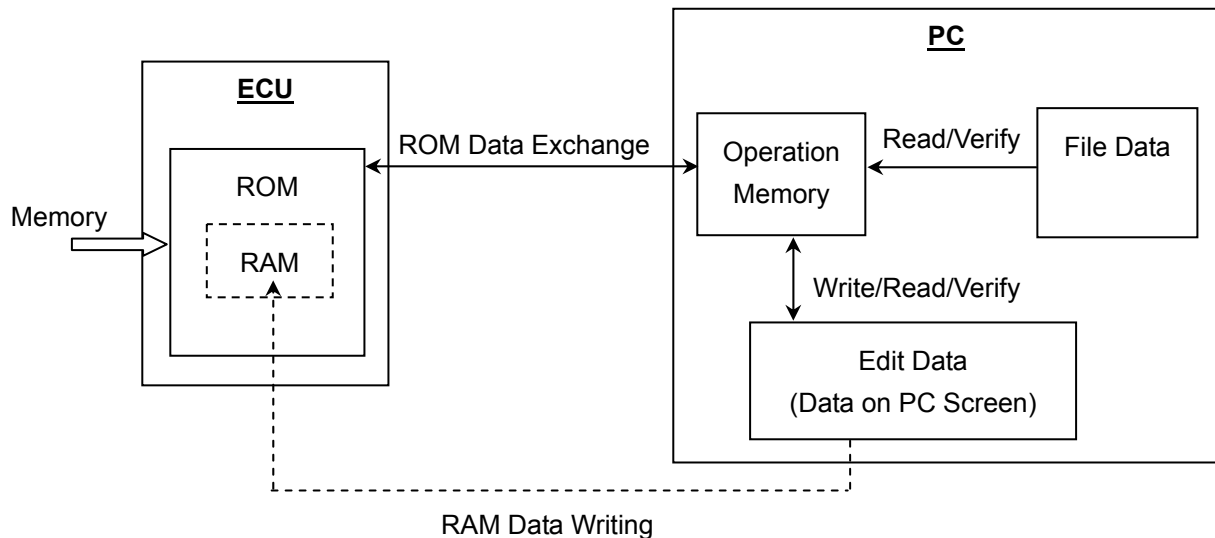 PC
ECU
ROM Data Exchange
Operation
Memory
Read/Verify
File Data
ROM
Memory
RAM
Write/Read/Verify
Edit Data
(Data on PC Screen)
RAM Data Writing